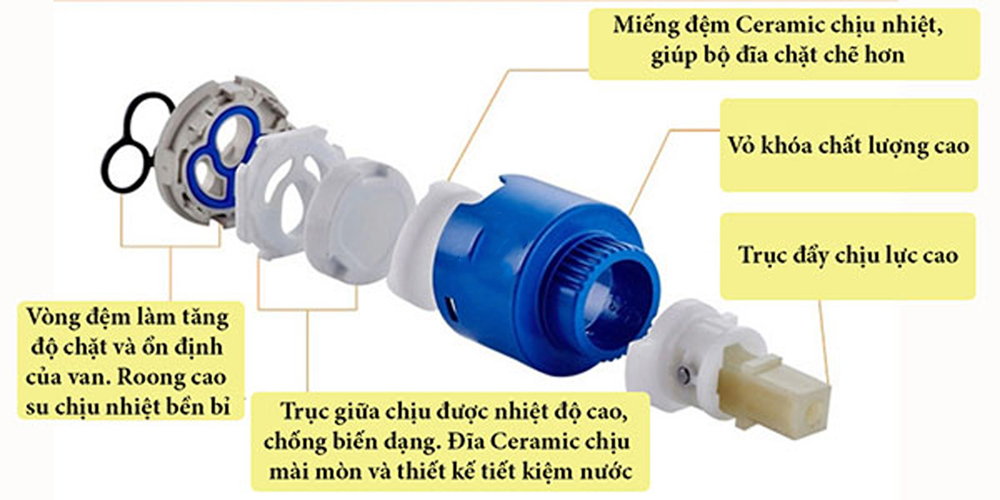 Miếng đệm Ceramic chịu nhiệt,
giúp bộ đĩa chặt chẽ hơn
Vỏ khóa chất lượng cao
Trục đẩy chịu lực cao
Vòng đệm làm tăng
độ chặt và ổn định
của van. Roong cao
su chịu nhiệt bền bỉ
Trục giữa chịu được nhiệt độ cao,
chống biến dạng. Đĩa Ceramic chịu
mài mòn và thiết kế tiết kiệm nước